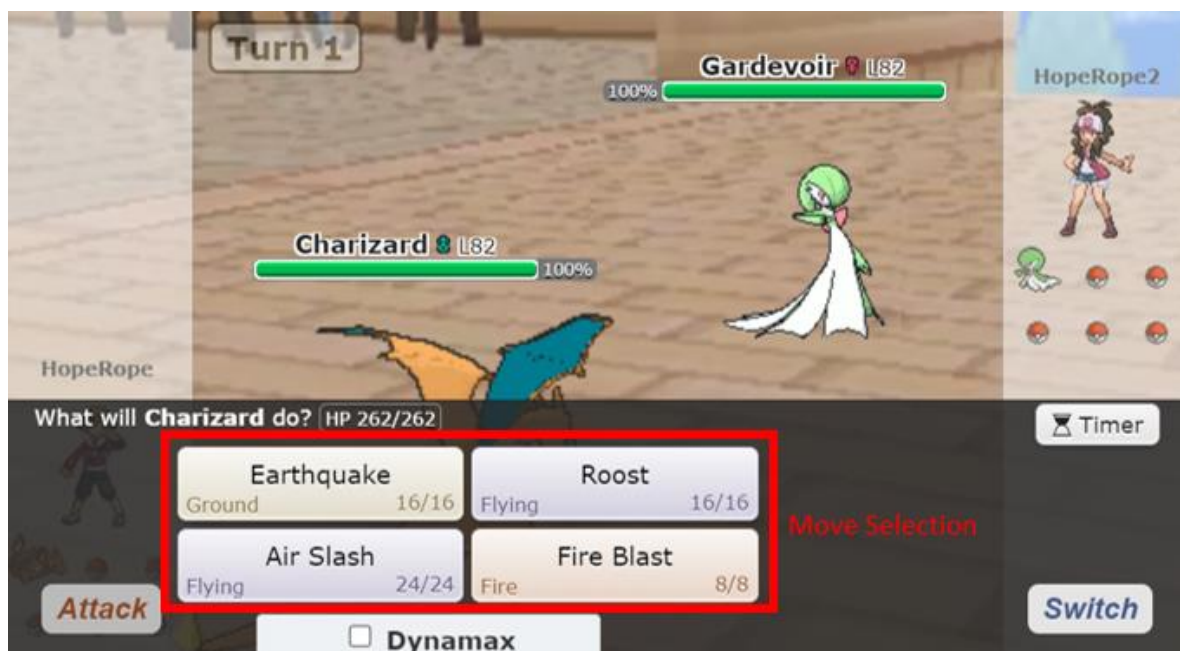 Turn 1
Gardevoir L82
100%
HopeRope2
Charizard L82
100%
HopeRope
What will Charizard do? HP 262/262
Timer
Earthquake
Ground 16/16
Roost
Flying 16/16
Move Selection
Air Slash
Flying 24/24
Fire Blast
Fire 8/8
Attack
Switch
Dynamax